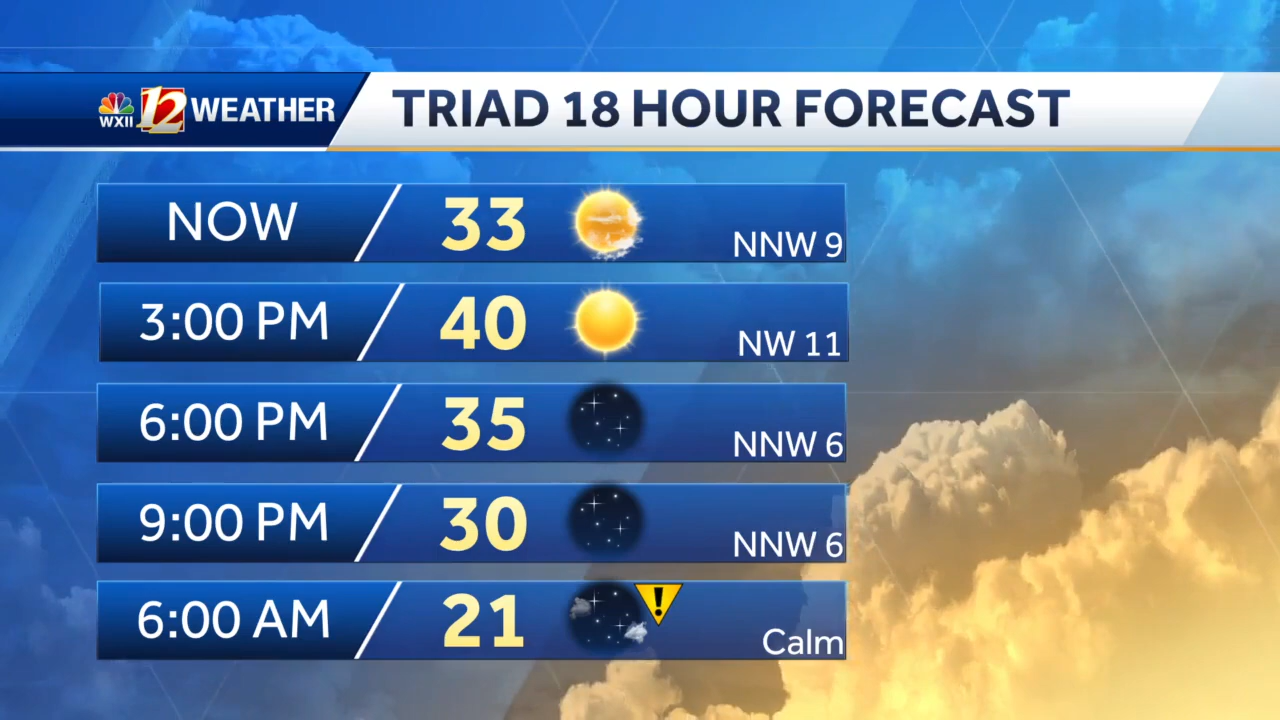 WXII 12 WEATHER
TRIAD 18 HOUR FORECAST
NOW 33 NNW 9
3:00 PM 40 NW 11
6:00 PM 35 NNW 6
9:00 PM 30 NNW 6
6:00 AM 21 ! Calm